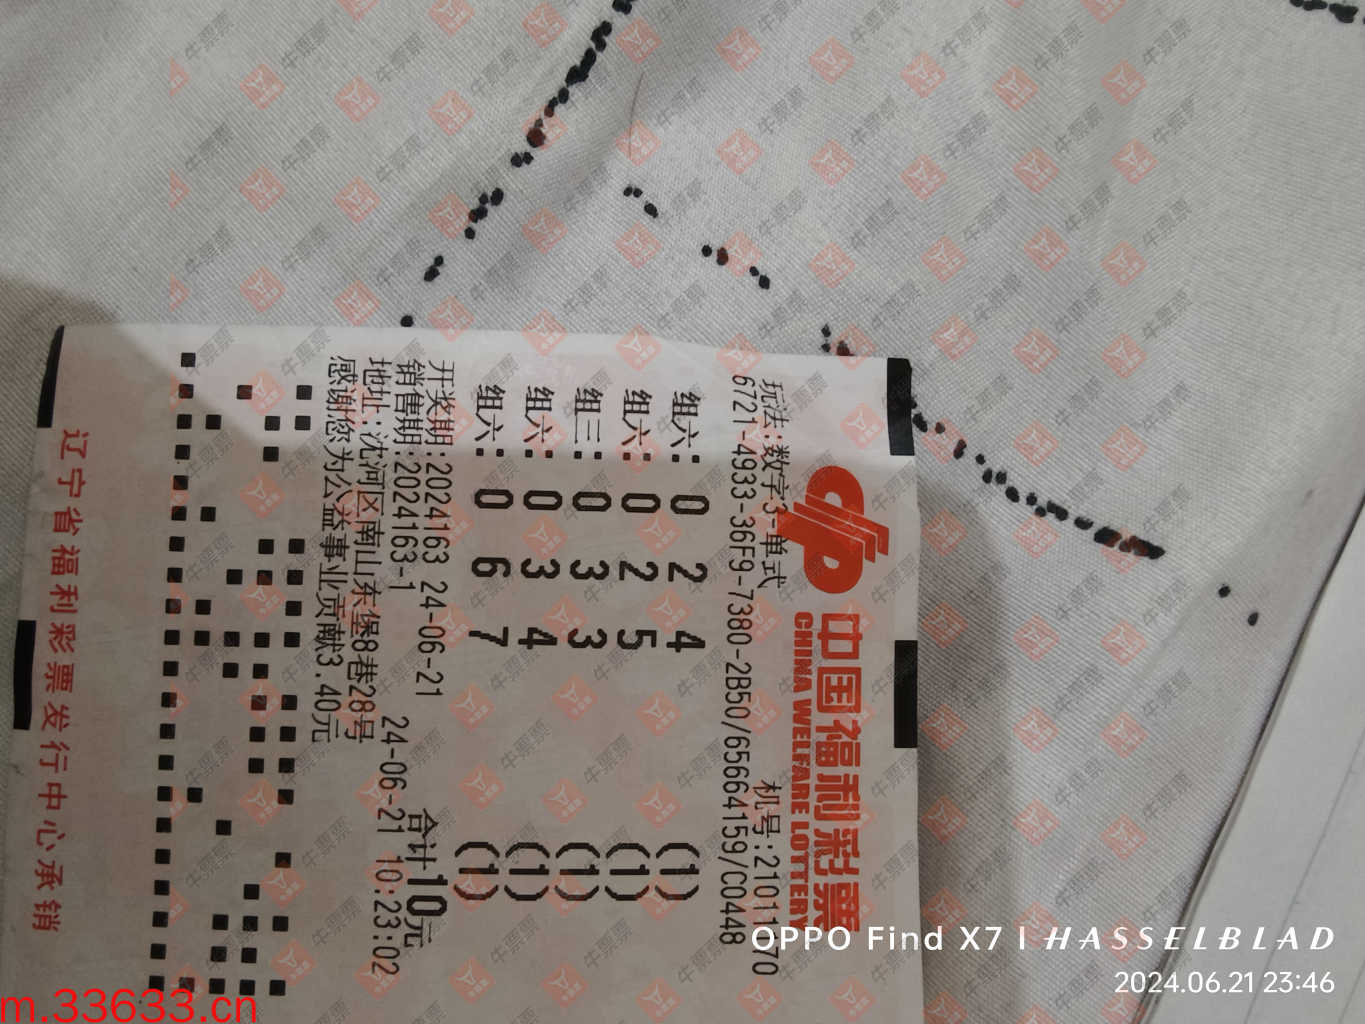 中国福利彩票
CHINA WELFARE LOTTERY
玩法:数字3-单式 机号:21011170
6721-4933-36F9-7380-2B50/65664159/C0448
组六: 0 2 4 (1)
组六: 0 2 5 (1)
组三: 0 3 3 (1)
组六: 0 3 4 (1)
组六: 0 6 7 (1)
开奖期:2024163 24-06-21 合计10元
销售期:2024163-1 24-06-21 10:23:02
地址:沈河区南山东堡8巷28号
感谢您为公益事业贡献3.40元
辽宁省福利彩票发行中心承销
牛票票
OPPO Find X7 | HASSELBLAD
2024.06.21 23:46
m.33633.cn